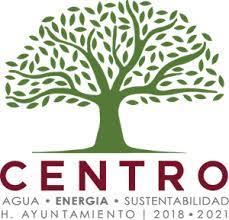 CENTRO
AGUA • ENERGIA • SUSTENTABILIDAD
H. AYUNTAMIENTO | 2018 • 2021